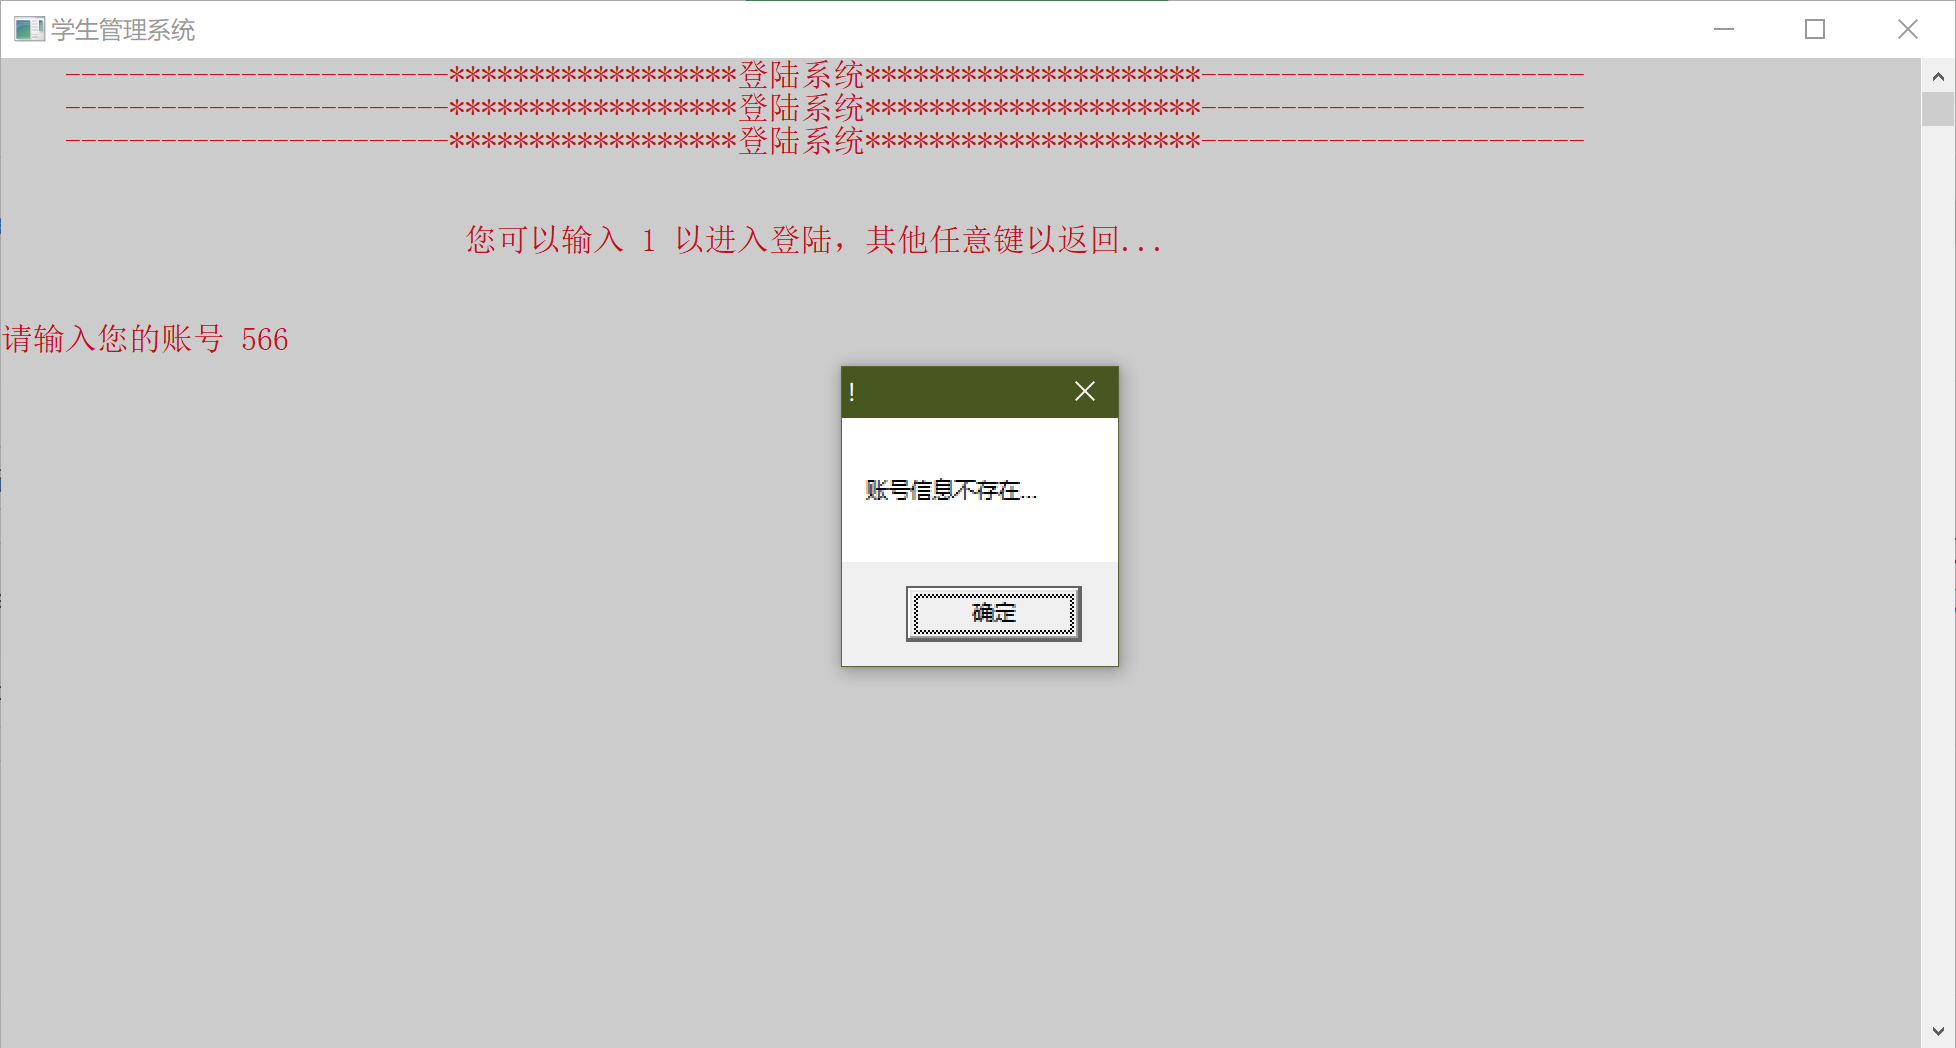 学生管理系统
------------------------******************登陆系统*********************------------------------
------------------------******************登陆系统*********************------------------------
------------------------******************登陆系统*********************------------------------
您可以输入 1 以进入登陆，其他任意键以返回...
请输入您的账号 566
!
账号信息不存在...
确定